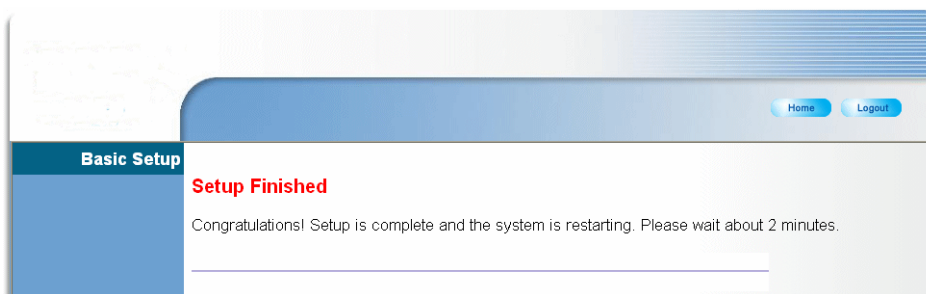 Home Logout
Basic Setup
Setup Finished
Congratulations! Setup is complete and the system is restarting. Please wait about 2 minutes.